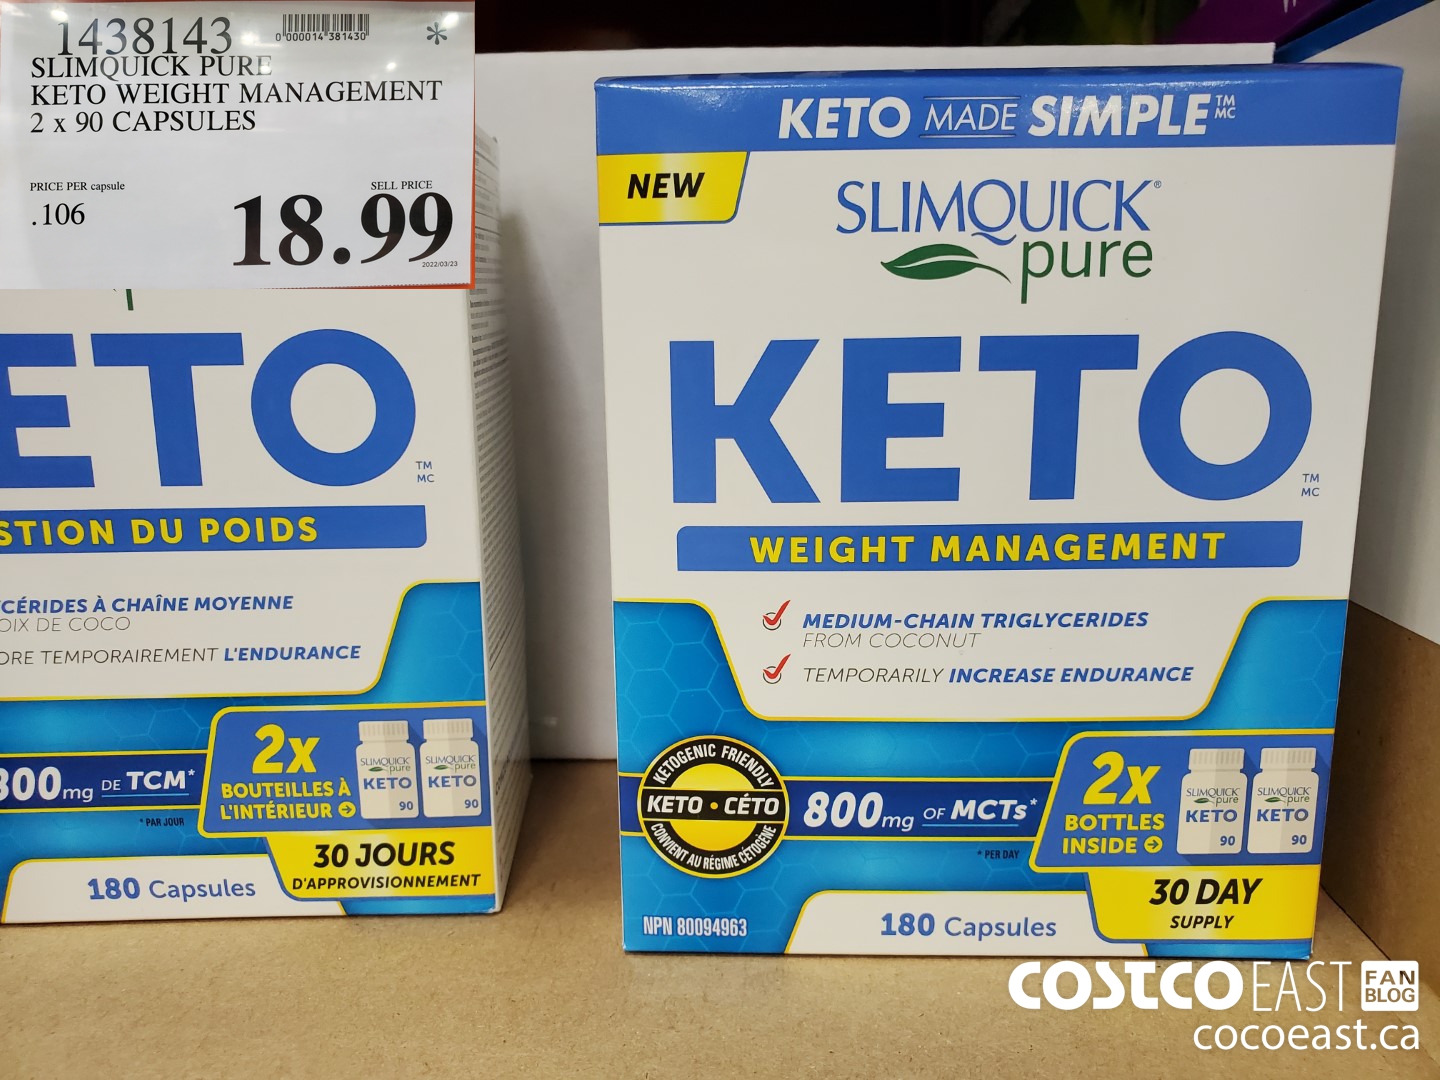 1438143
0"000014"381430"
*
SLIMQUICK PURE
KETO WEIGHT MANAGEMENT
2 x 90 CAPSULES
PRICE PER capsule
.106
SELL PRICE
18.99
2022/03/23
ETO
TM
MC
STION DU POIDS
CÉRIDES À CHAÎNE MOYENNE
OIX DE COCO
ORE TEMPORAIREMENT L'ENDURANCE
800mg DE TCM*
* PAR JOUR
2x
BOUTEILLES À
L'INTÉRIEUR
SLIMQUICK
pure
KETO
90
SLIMQUICK
pure
KETO
90
30 JOURS
D'APPROVISIONNEMENT
180 Capsules
KETO MADE SIMPLE TM
MC
NEW
SLIMQUICK®
pure
KETO
TM
MC
WEIGHT MANAGEMENT
MEDIUM-CHAIN TRIGLYCERIDES
FROM COCONUT
TEMPORARILY INCREASE ENDURANCE
KETOGENIC FRIENDLY
KETO • CÉTO
CONVIENT AU RÉGIME CÉTOGÈNE
800mg OF MCTs*
* PER DAY
2x
BOTTLES
INSIDE
SLIMQUICK
pure
KETO
90
SLIMQUICK
pure
KETO
90
30 DAY
SUPPLY
NPN 80094963
180 Capsules
COSTCO EAST FAN
BLOG
cocoeast.ca